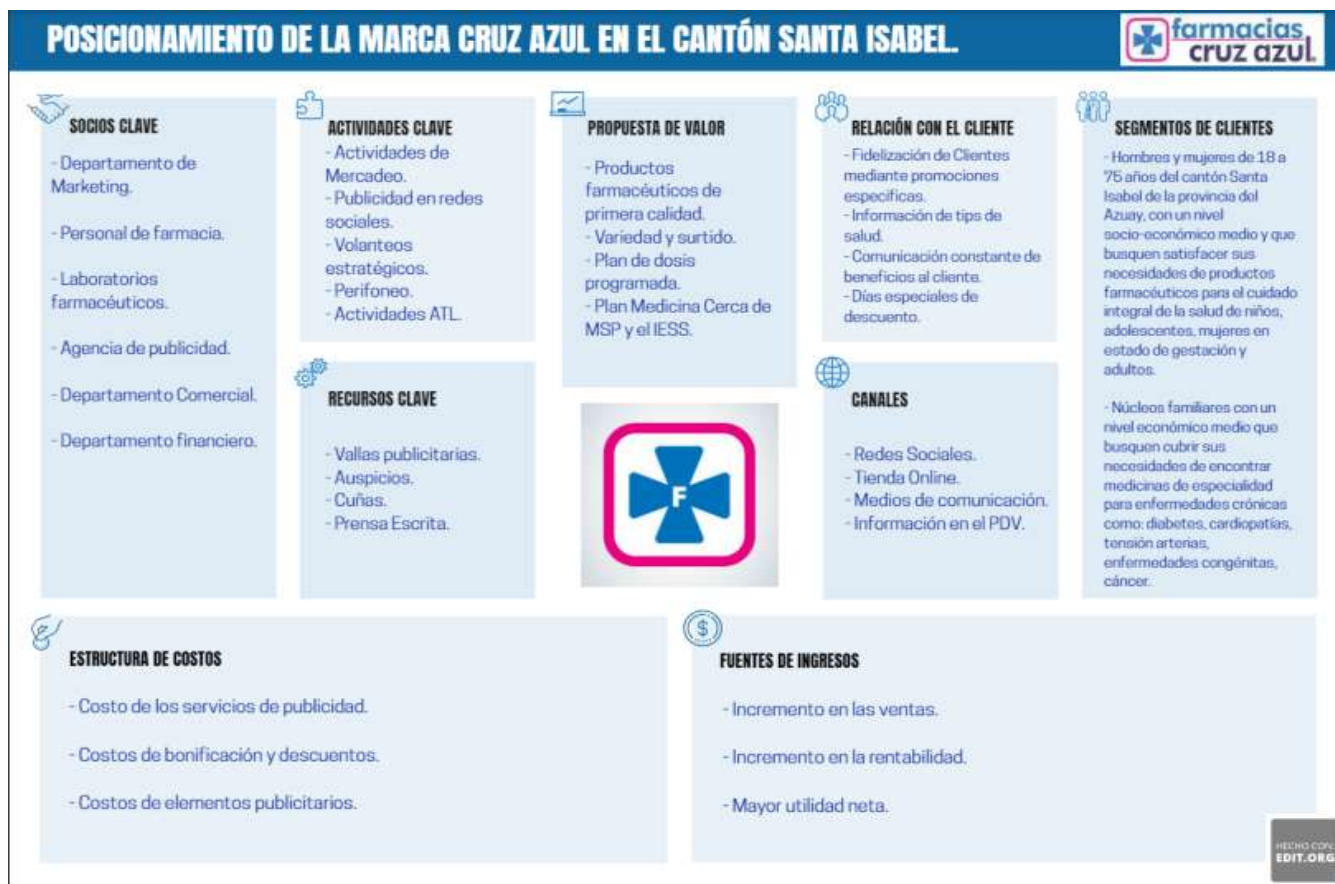 POSICIONAMIENTO DE LA MARCA CRUZ AZUL EN EL CANTÓN SANTA ISABEL.
farmacias
cruz azul.
SOCIOS CLAVE
- Departamento de
Marketing.
- Personal de farmacia.
- Laboratorios
farmacéuticos.
- Agencia de publicidad.
- Departamento Comercial.
- Departamento financiero.
ACTIVIDADES CLAVE
- Actividades de
Mercadeo.
- Publicidad en redes
sociales.
- Volanteos
estratégicos.
- Perifoneo.
- Actividades ATL.
RECURSOS CLAVE
- Vallas publicitarias.
- Auspicios.
- Cuñas.
- Prensa Escrita.
PROPUESTA DE VALOR
- Productos
farmacéuticos de
primera calidad.
- Variedad y surtido.
- Plan de dosis
programada.
- Plan Medicina Cerca de
MSP y el IESS.
F
RELACIÓN CON EL CLIENTE
- Fidelización de Clientes
mediante promociones
específicas.
- Información de tips de
salud.
- Comunicación constante de
beneficios al cliente.
- Días especiales de
descuento.
CANALES
- Redes Sociales.
- Tienda Online.
- Medios de comunicación.
- Información en el PDV.
SEGMENTOS DE CLIENTES
- Hombres y mujeres de 18 a
75 años del cantón Santa
Isabel de la provincia del
Azuay, con un nivel
socio-económico medio y que
busquen satisfacer sus
necesidades de productos
farmacéuticos para el cuidado
integral de la salud de niños,
adolescentes, mujeres en
estado de gestación y
adultos.
- Núcleos familiares con un
nivel económico medio que
busquen cubrir sus
necesidades de encontrar
medicinas de especialidad
para enfermedades crónicas
como: diabetes, cardiopatías,
tensión arterias,
enfermedades congénitas,
cáncer.
ESTRUCTURA DE COSTOS
- Costo de los servicios de publicidad.
- Costos de bonificación y descuentos.
- Costos de elementos publicitarios.
$
FUENTES DE INGRESOS
- Incremento en las ventas.
- Incremento en la rentabilidad.
- Mayor utilidad neta.
HECHO CON:
EDIT.ORG